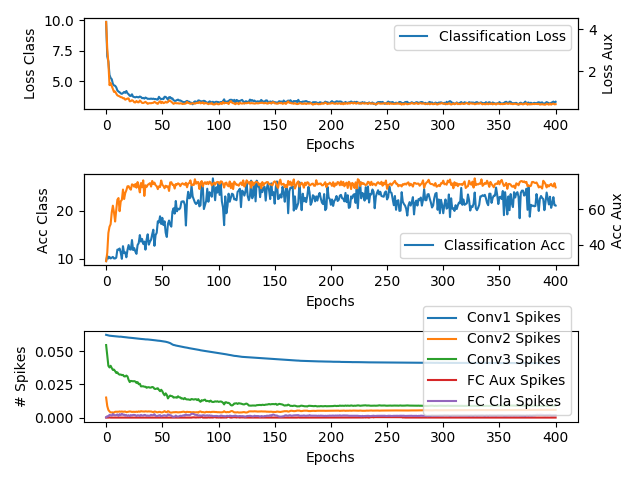 10.0
7.5
5.0
Loss Class
Classification Loss
4
2
Loss Aux
0 50 100 150 200 250 300 350 400
Epochs
20
10
Acc Class
Classification Acc
60
40
Acc Aux
0 50 100 150 200 250 300 350 400
Epochs
0.050
0.025
0.000
# Spikes
Conv1 Spikes
Conv2 Spikes
Conv3 Spikes
FC Aux Spikes
FC Cla Spikes
0 50 100 150 200 250 300 350 400
Epochs